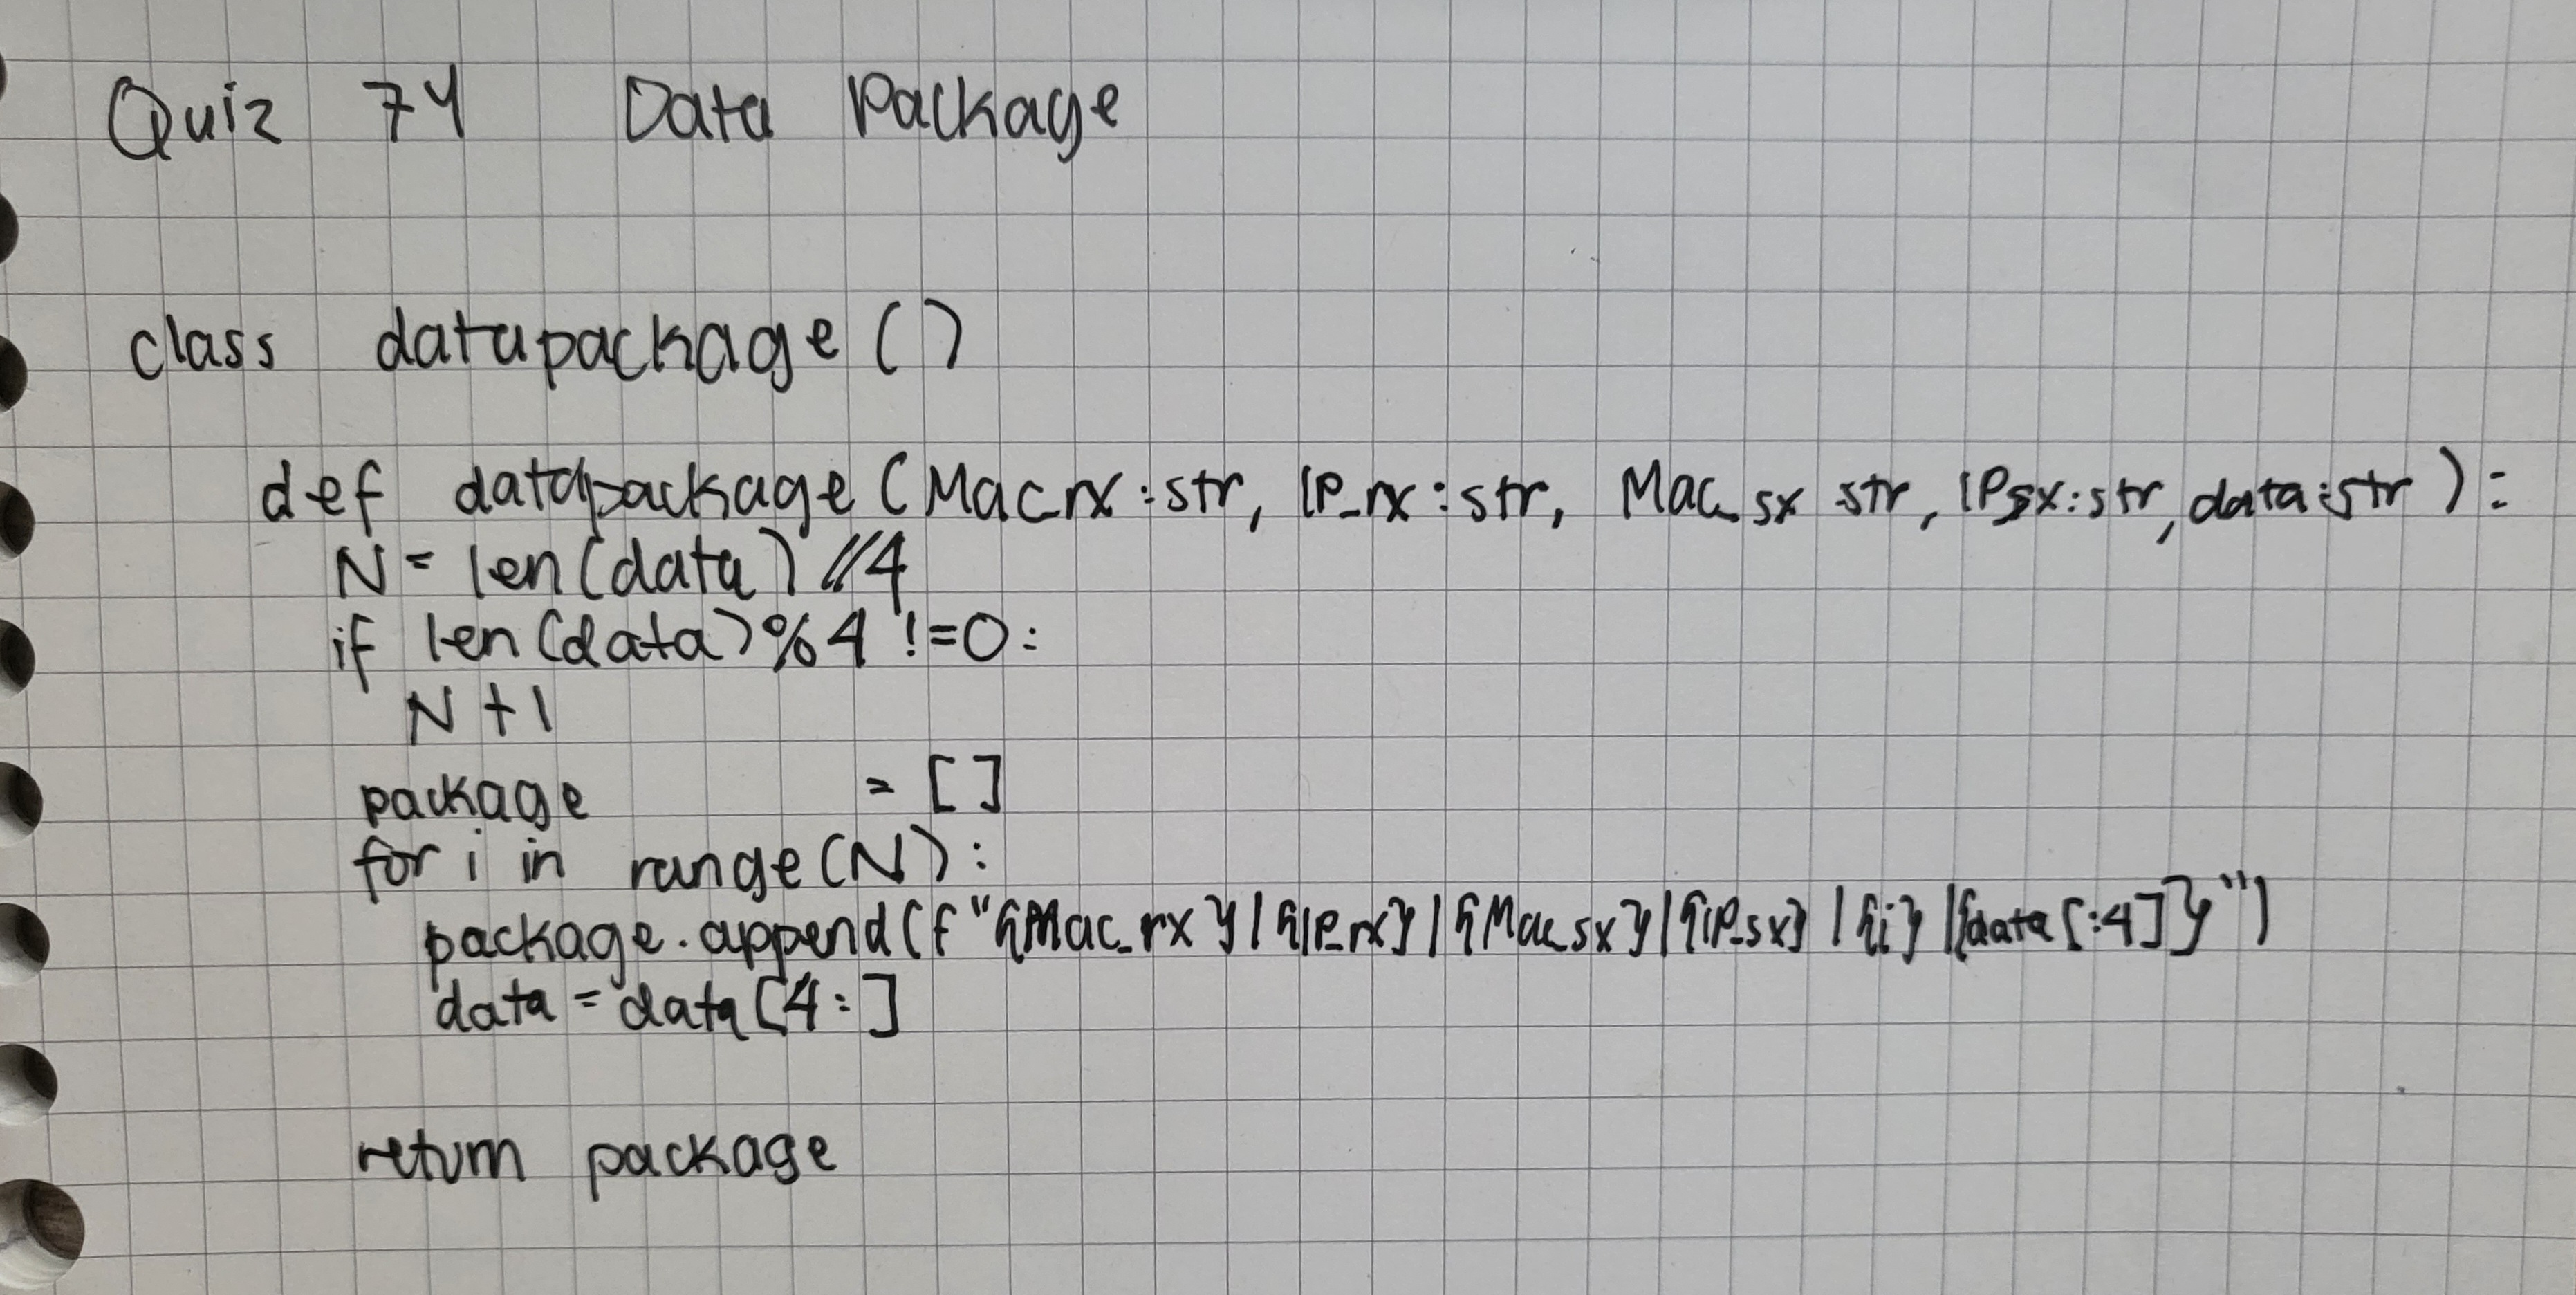 Quiz 74 Data Package
class datapackage ()
def datapackage (Mac_rx :str, IP_rx :str, Mac_sx str, IP_sx:str, data:str ):
N = len(data) //4
if len(data)%4 !=0:
N +1
package = []
for i in range(N):
package.append(f"{Mac_rx}|{IP_rx}|{Mac_sx}|{IP_sx}|{i}|{data[:4]}")
data = data[4:]
return package